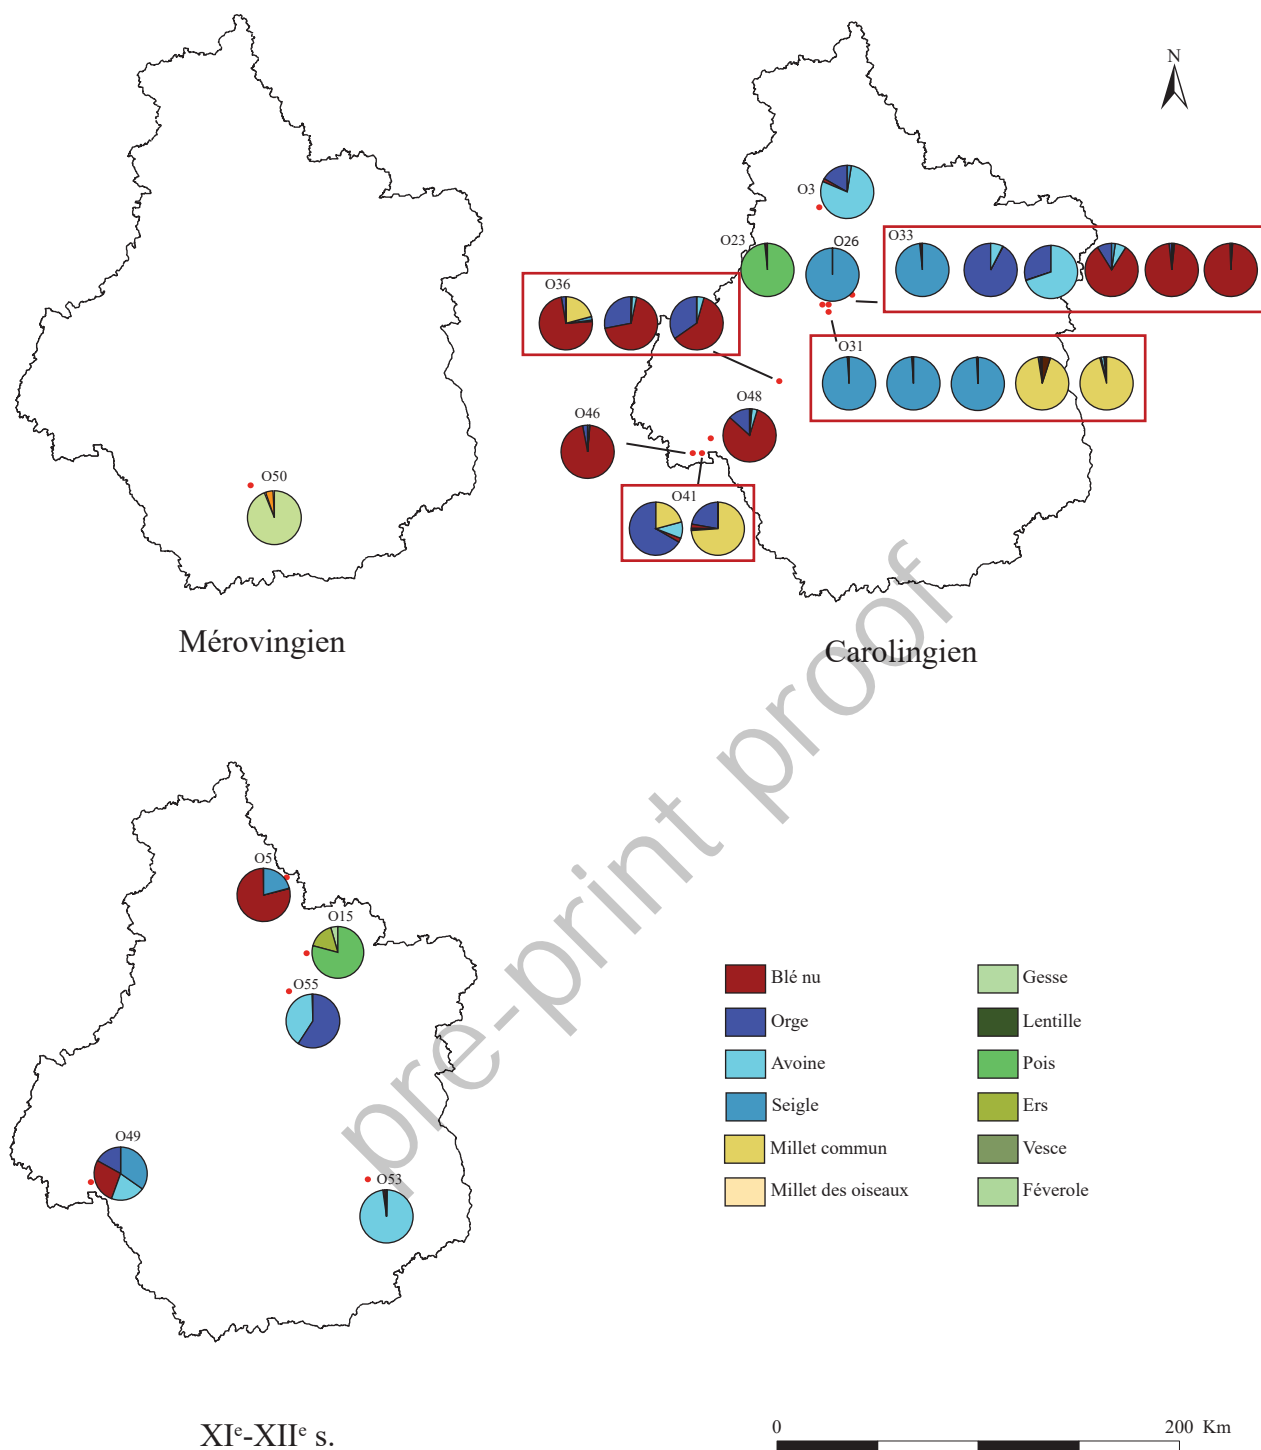 N
O3
O23
O26
O33
O36
O31
O48
O46
O50
O41
Mérovingien
Carolingien
pre-print proof
O5
O15
O55
O49
O53
Blé nu
Orge
Avoine
Seigle
Millet commun
Millet des oiseaux
Gesse
Lentille
Pois
Ers
Vesce
Féverole
XIe-XIIe s.
0 200 Km